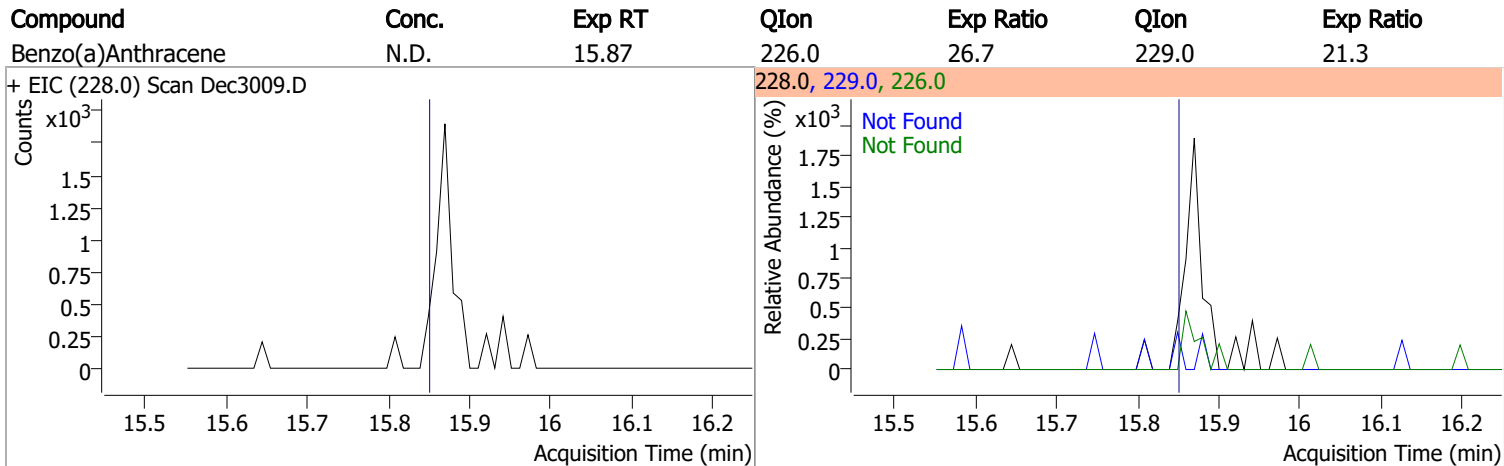 Compound Conc. Exp RT QIon Exp Ratio QIon Exp Ratio
Benzo(a)Anthracene N.D. 15.87 226.0 26.7 229.0 21.3
+ EIC (228.0) Scan Dec3009.D
Counts
x10³
1.5
1.25
1
0.75
0.5
0.25
0
15.5 15.6 15.7 15.8 15.9 16 16.1 16.2
Acquisition Time (min)
228.0, 229.0, 226.0
Relative Abundance (%)
x10³
Not Found
Not Found
1.75
1.5
1.25
1
0.75
0.5
0.25
0
15.5 15.6 15.7 15.8 15.9 16 16.1 16.2
Acquisition Time (min)